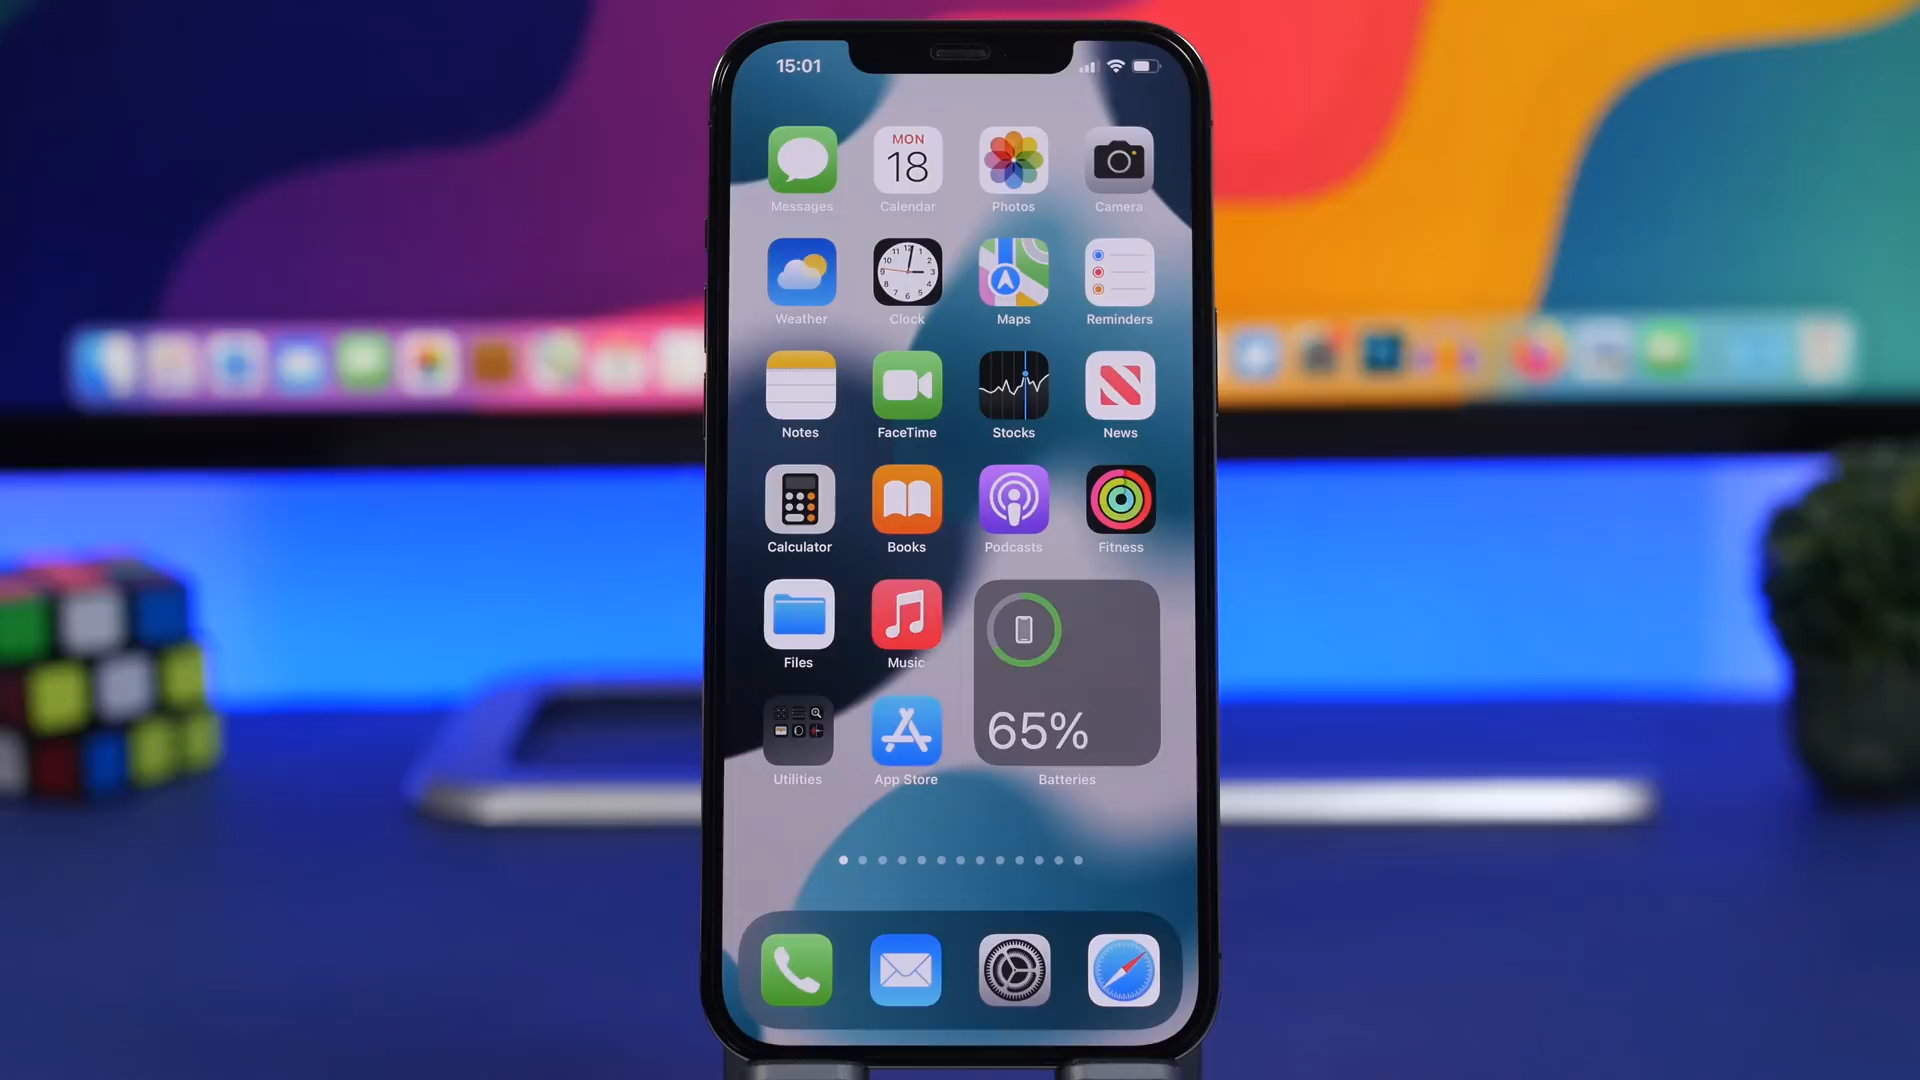 15:01
MON
18
Messages Calendar Photos Camera
Weather Clock Maps Reminders
Notes FaceTime Stocks News
Calculator Books Podcasts Fitness
Files Music
65%
Utilities App Store Batteries